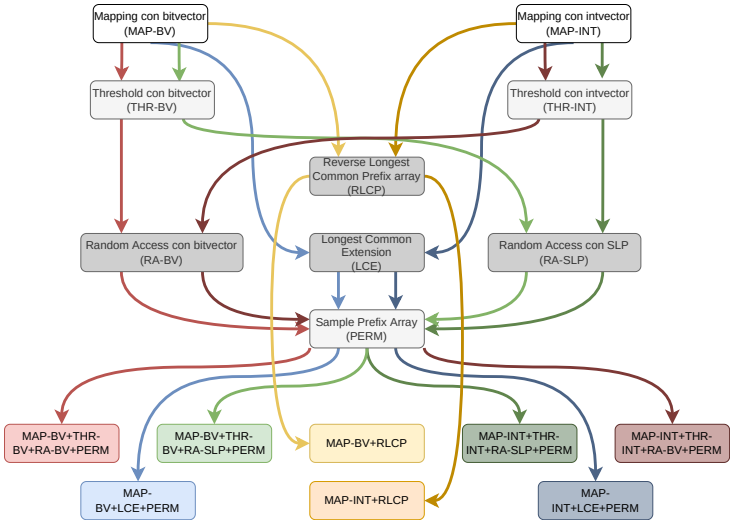 Mapping con bitvector
(MAP-BV)
Mapping con intvector
(MAP-INT)
Threshold con bitvector
(THR-BV)
Threshold con intvector
(THR-INT)
Reverse Longest
Common Prefix array
(RLCP)
Random Access con bitvector
(RA-BV)
Longest Common
Extension
(LCE)
Random Access con SLP
(RA-SLP)
Sample Prefix Array
(PERM)
MAP-BV+THR-
BV+RA-BV+PERM
MAP-BV+THR-
BV+RA-SLP+PERM
MAP-BV+RLCP
MAP-INT+THR-
INT+RA-SLP+PERM
MAP-INT+THR-
INT+RA-BV+PERM
MAP-
BV+LCE+PERM
MAP-INT+RLCP
MAP-
INT+LCE+PERM